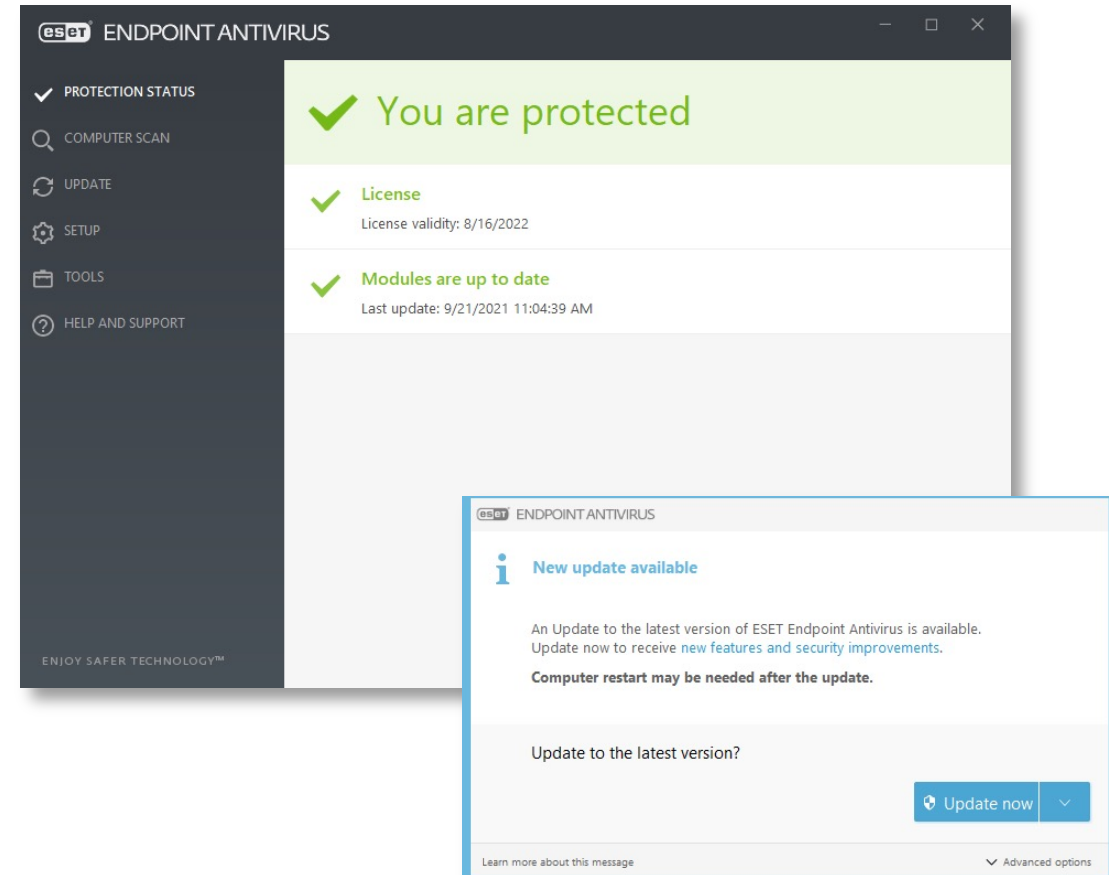 eset ENDPOINT ANTIVIRUS
PROTECTION STATUS
COMPUTER SCAN
UPDATE
SETUP
TOOLS
HELP AND SUPPORT
ENJOY SAFER TECHNOLOGY™
You are protected
License
License validity: 8/16/2022
Modules are up to date
Last update: 9/21/2021 11:04:39 AM
eset ENDPOINT ANTIVIRUS
New update available
An Update to the latest version of ESET Endpoint Antivirus is available.
Update now to receive new features and security improvements.
Computer restart may be needed after the update.
Update to the latest version?
Update now
Learn more about this message
Advanced options